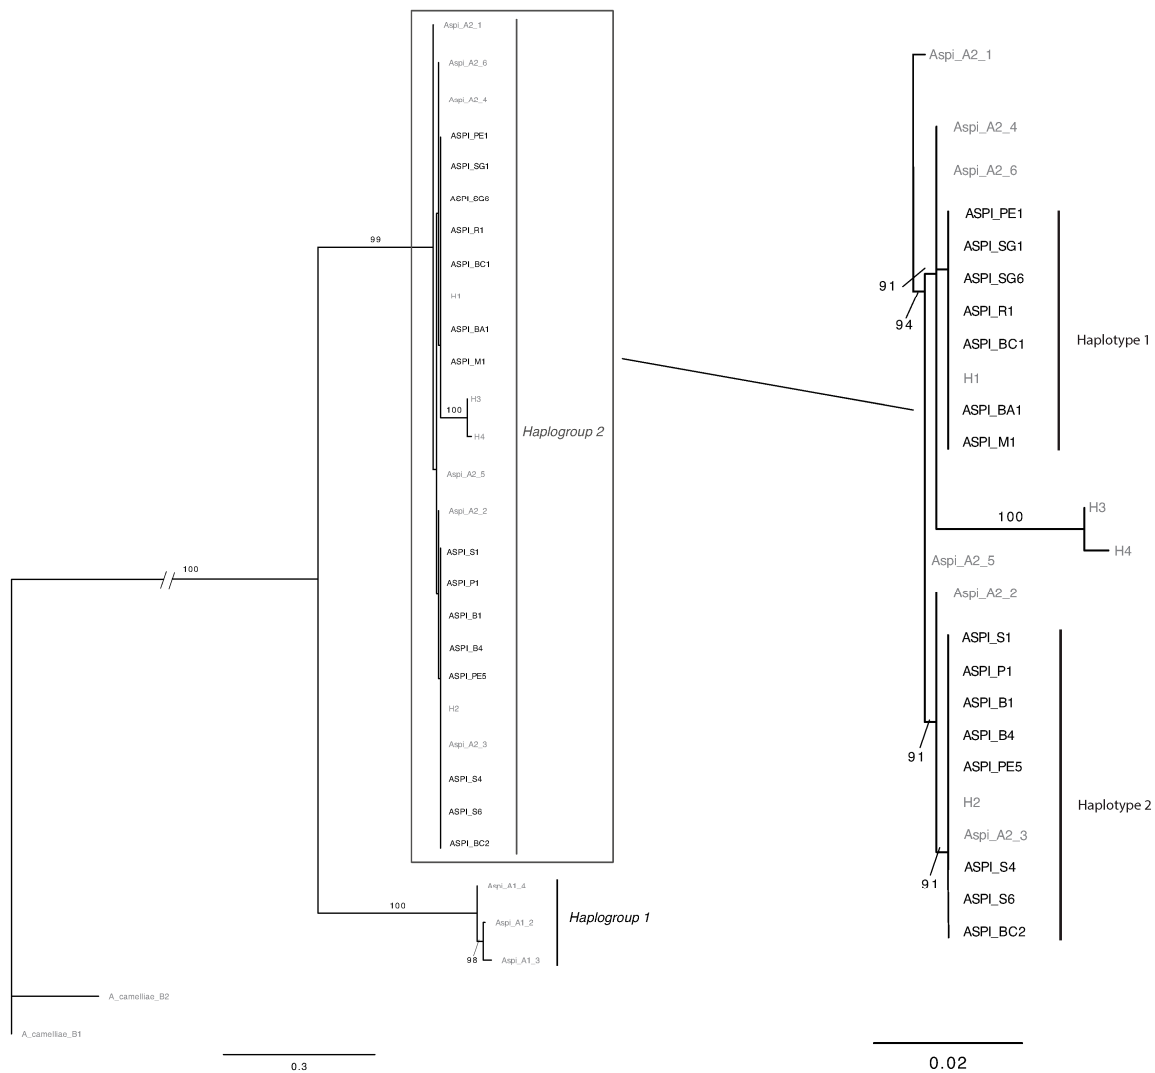 Aspi_A2_1
Aspi_A2_6
Aspi_A2_4
ASPI_PE1
ASPI_SG1
ASPI_SG6
ASPI_R1
ASPI_BC1
H1
ASPI_BA1
ASPI_M1
H3
100
H4
Aspi_A2_5
Aspi_A2_2
ASPI_S1
ASPI_P1
ASPI_B1
ASPI_B4
ASPI_PE5
H2
Aspi_A2_3
ASPI_S4
ASPI_S6
ASPI_BC2
Haplogroup 2
99
100
100
Aspi_A1_4
Aspi_A1_2
98
Aspi_A1_3
Haplogroup 1
A_camelliae_B2
A_camelliae_B1
0.3
Aspi_A2_1
Aspi_A2_4
Aspi_A2_6
ASPI_PE1
ASPI_SG1
ASPI_SG6
91
94
ASPI_R1
ASPI_BC1
Haplotype 1
H1
ASPI_BA1
ASPI_M1
H3
100
H4
Aspi_A2_5
Aspi_A2_2
ASPI_S1
ASPI_P1
ASPI_B1
ASPI_B4
91
ASPI_PE5
H2
Haplotype 2
Aspi_A2_3
ASPI_S4
91
ASPI_S6
ASPI_BC2
0.02